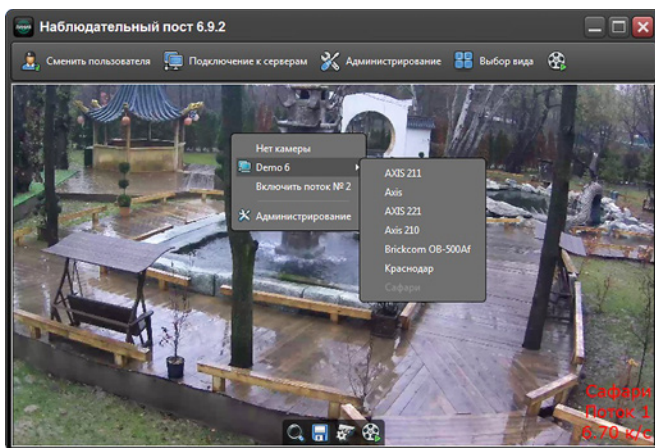 Наблюдательный пост 6.9.2
Сменить пользователя
Подключение к серверам
Администрирование
Выбор вида
Нет камеры
Demo 6
Включить поток № 2
Администрирование
AXIS 211
Axis
AXIS 221
Axis 210
Brickcom OB-500Af
Краснодар
Сафари
Сафари
Поток 1
6.70 к/с